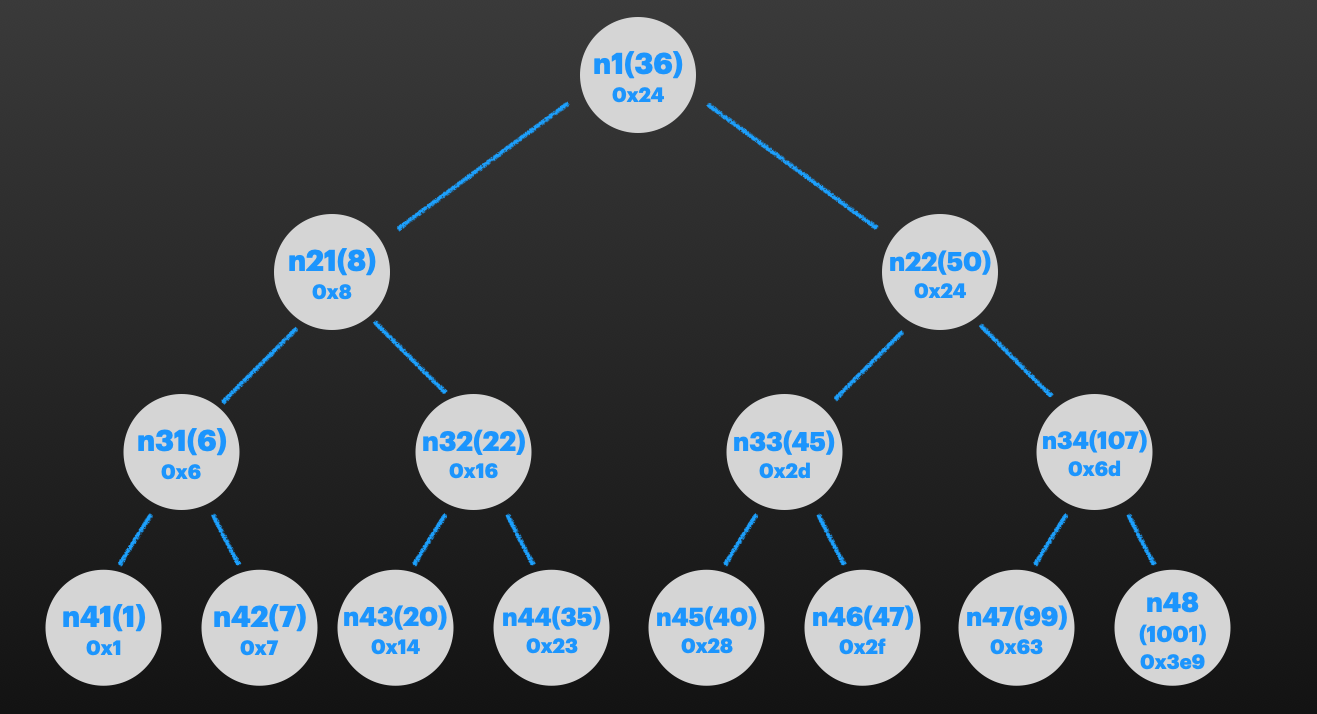 n1(36)
0x24
n21(8)
0x8
n22(50)
0x24
n31(6)
0x6
n32(22)
0x16
n33(45)
0x2d
n34(107)
0x6d
n41(1)
0x1
n42(7)
0x7
n43(20)
0x14
n44(35)
0x23
n45(40)
0x28
n46(47)
0x2f
n47(99)
0x63
n48
(1001)
0x3e9